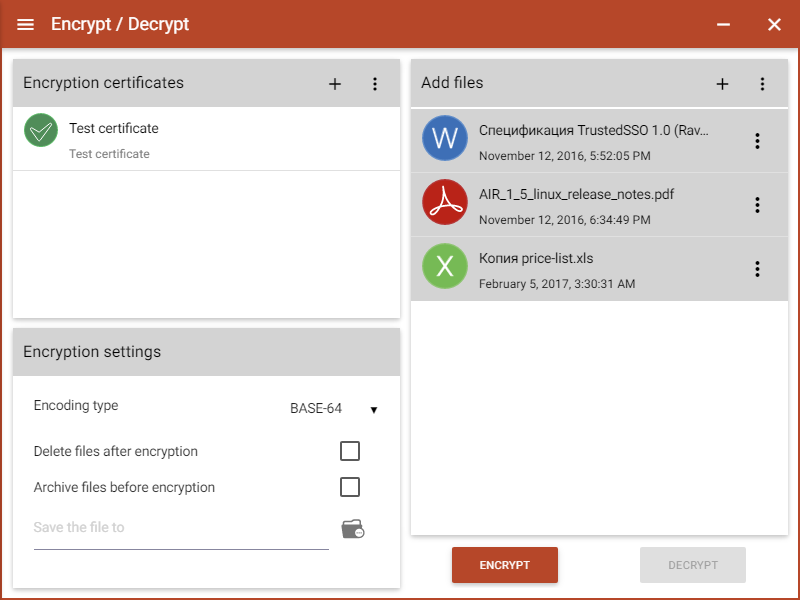 Encrypt / Decrypt
Encryption certificates
Test certificate
Test certificate
Encryption settings
Encoding type
BASE-64
Delete files after encryption
Archive files before encryption
Save the file to
Add files
W
Спецификация TrustedSSO 1.0 (Rav...
November 12, 2016, 5:52:05 PM
AIR_1_5_linux_release_notes.pdf
November 12, 2016, 6:34:49 PM
X
Копия price-list.xls
February 5, 2017, 3:30:31 AM
ENCRYPT
DECRYPT